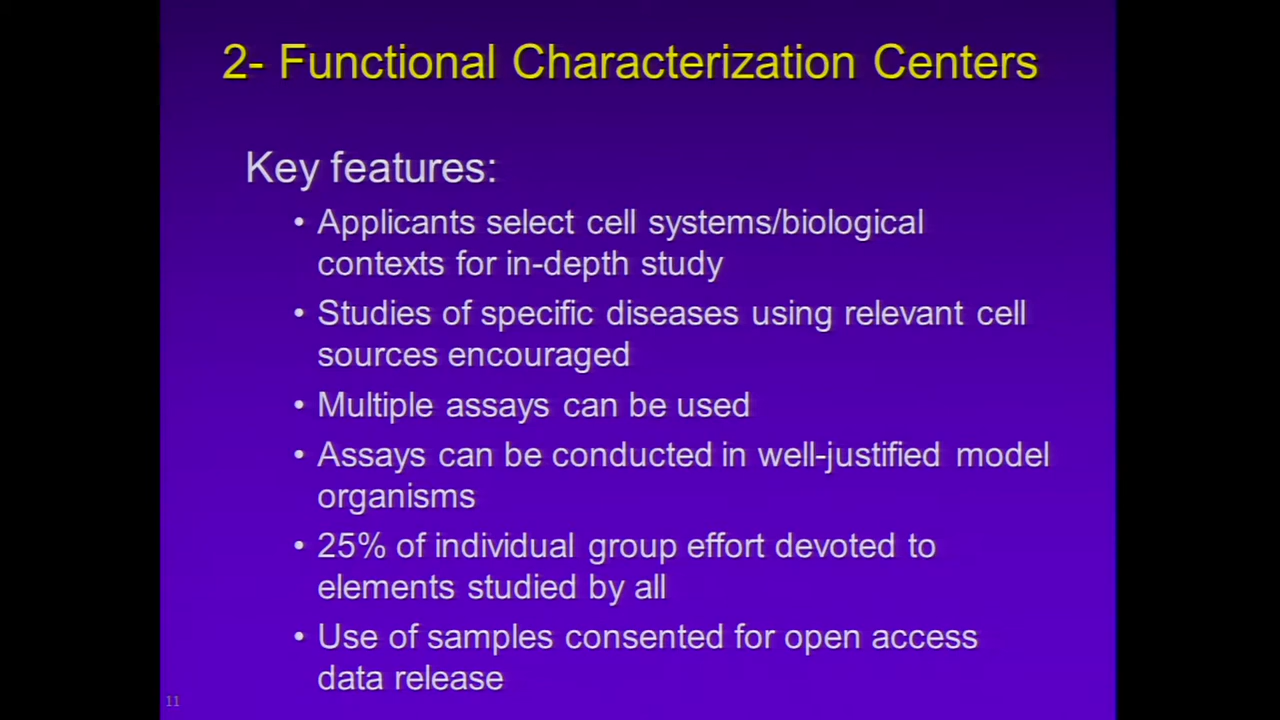 2- Functional Characterization Centers
Key features:
• Applicants select cell systems/biological
contexts for in-depth study
• Studies of specific diseases using relevant cell
sources encouraged
• Multiple assays can be used
• Assays can be conducted in well-justified model
organisms
• 25% of individual group effort devoted to
elements studied by all
• Use of samples consented for open access
data release
11